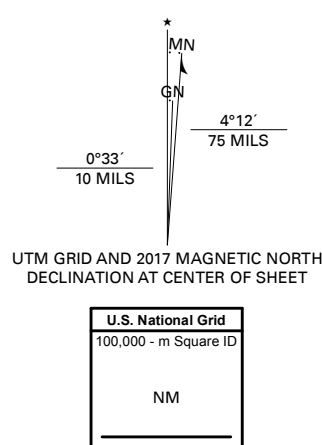 ★
MN
GN
4°12´
75 MILS
0°33´
10 MILS
UTM GRID AND 2017 MAGNETIC NORTH
DECLINATION AT CENTER OF SHEET
U.S. National Grid
100,000 - m Square ID
NM